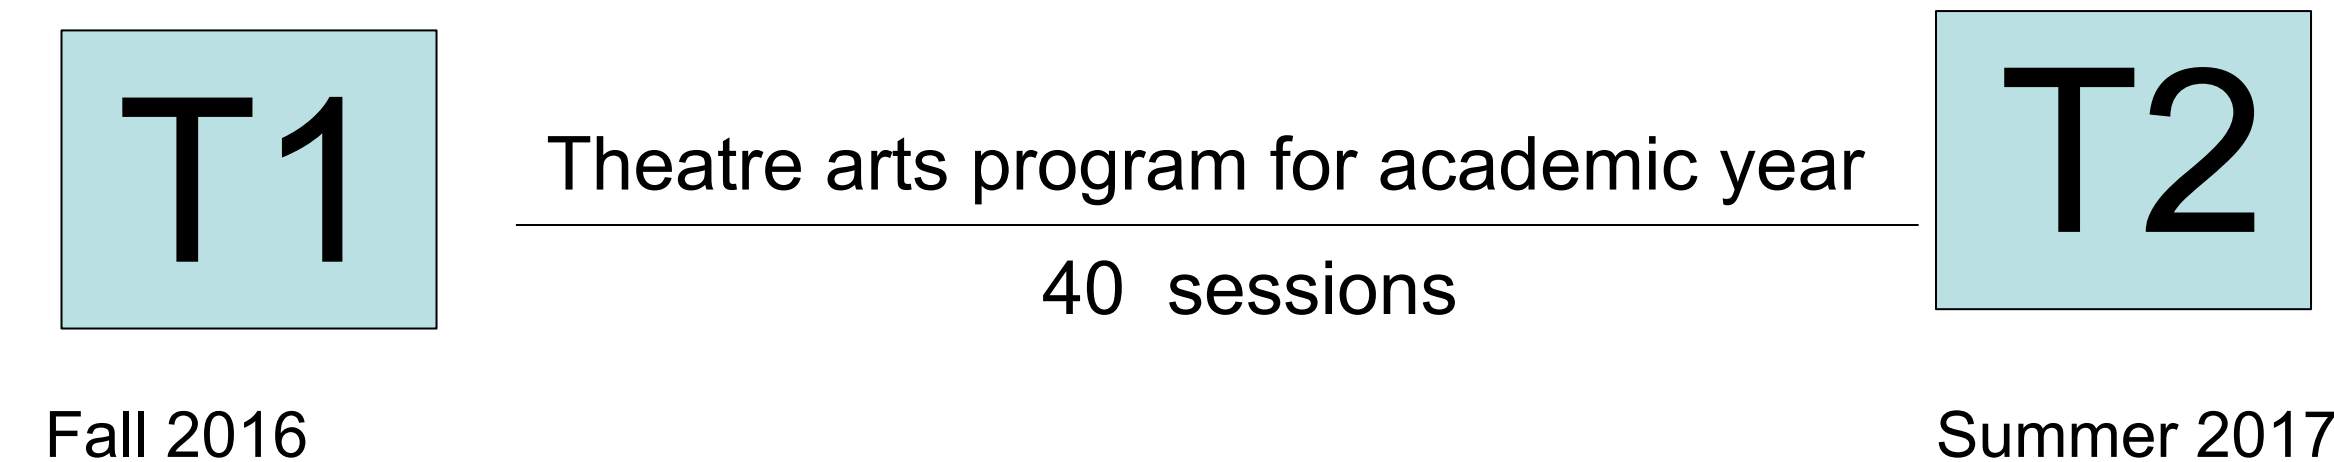 T1
Theatre arts program for academic year
T2
40 sessions
Fall 2016
Summer 2017